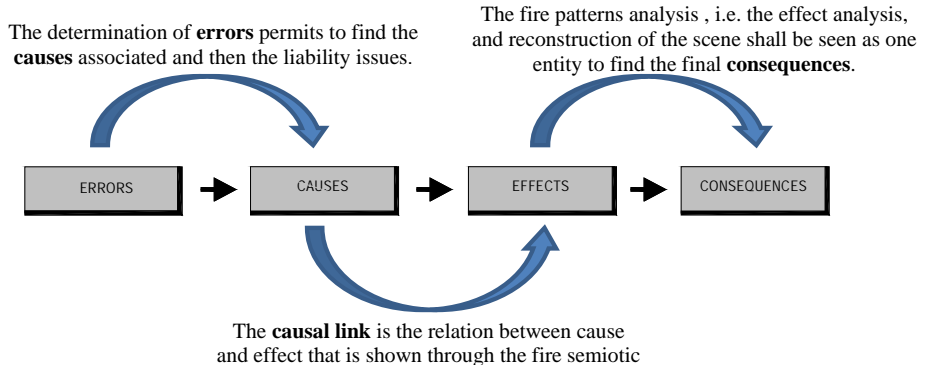 The determination of errors permits to find the
causes associated and then the liability issues.
The fire patterns analysis , i.e. the effect analysis,
and reconstruction of the scene shall be seen as one
entity to find the final consequences.
ERRORS
CAUSES
EFFECTS
CONSEQUENCES
The causal link is the relation between cause
and effect that is shown through the fire semiotic